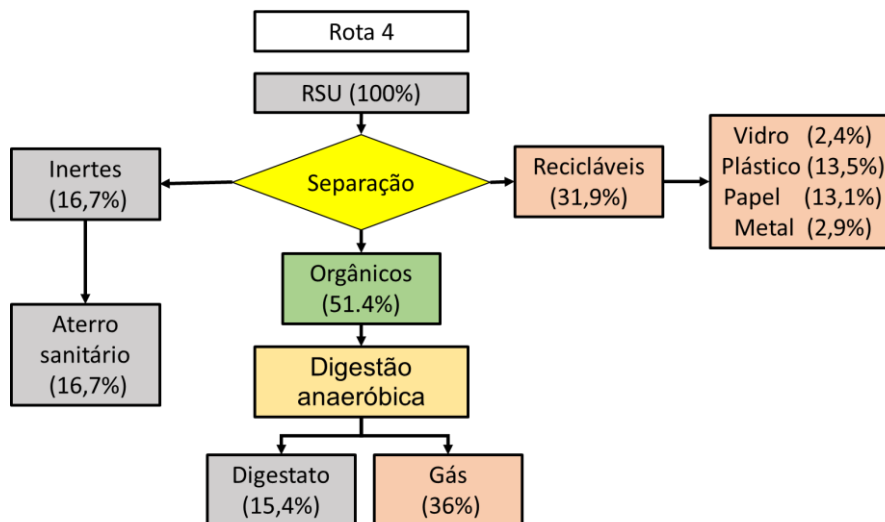 Rota 4
RSU (100%)
Inertes
(16,7%)
Separação
Recicláveis
(31,9%)
Vidro (2,4%)
Plástico (13,5%)
Papel (13,1%)
Metal (2,9%)
Orgânicos
(51.4%)
Aterro
sanitário
(16,7%)
Digestão
anaeróbica
Digestato
(15,4%)
Gás
(36%)